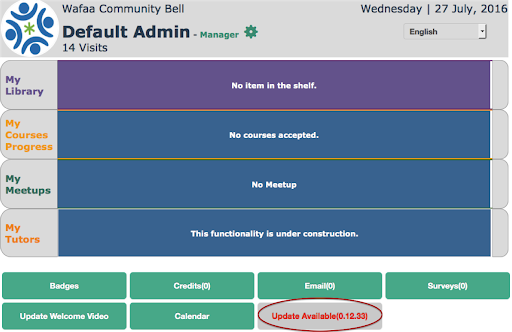 Wafaa Community Bell
Wednesday | 27 July, 2016
Default Admin - Manager
English
14 Visits
My
Library
No item in the shelf.
My
Courses
Progress
No courses accepted.
My
Meetups
No Meetup
My
Tutors
This functionality is under construction.
Badges
Credits(0)
Email(0)
Surveys(0)
Update Welcome Video
Calendar
Update Available(0.12.33)